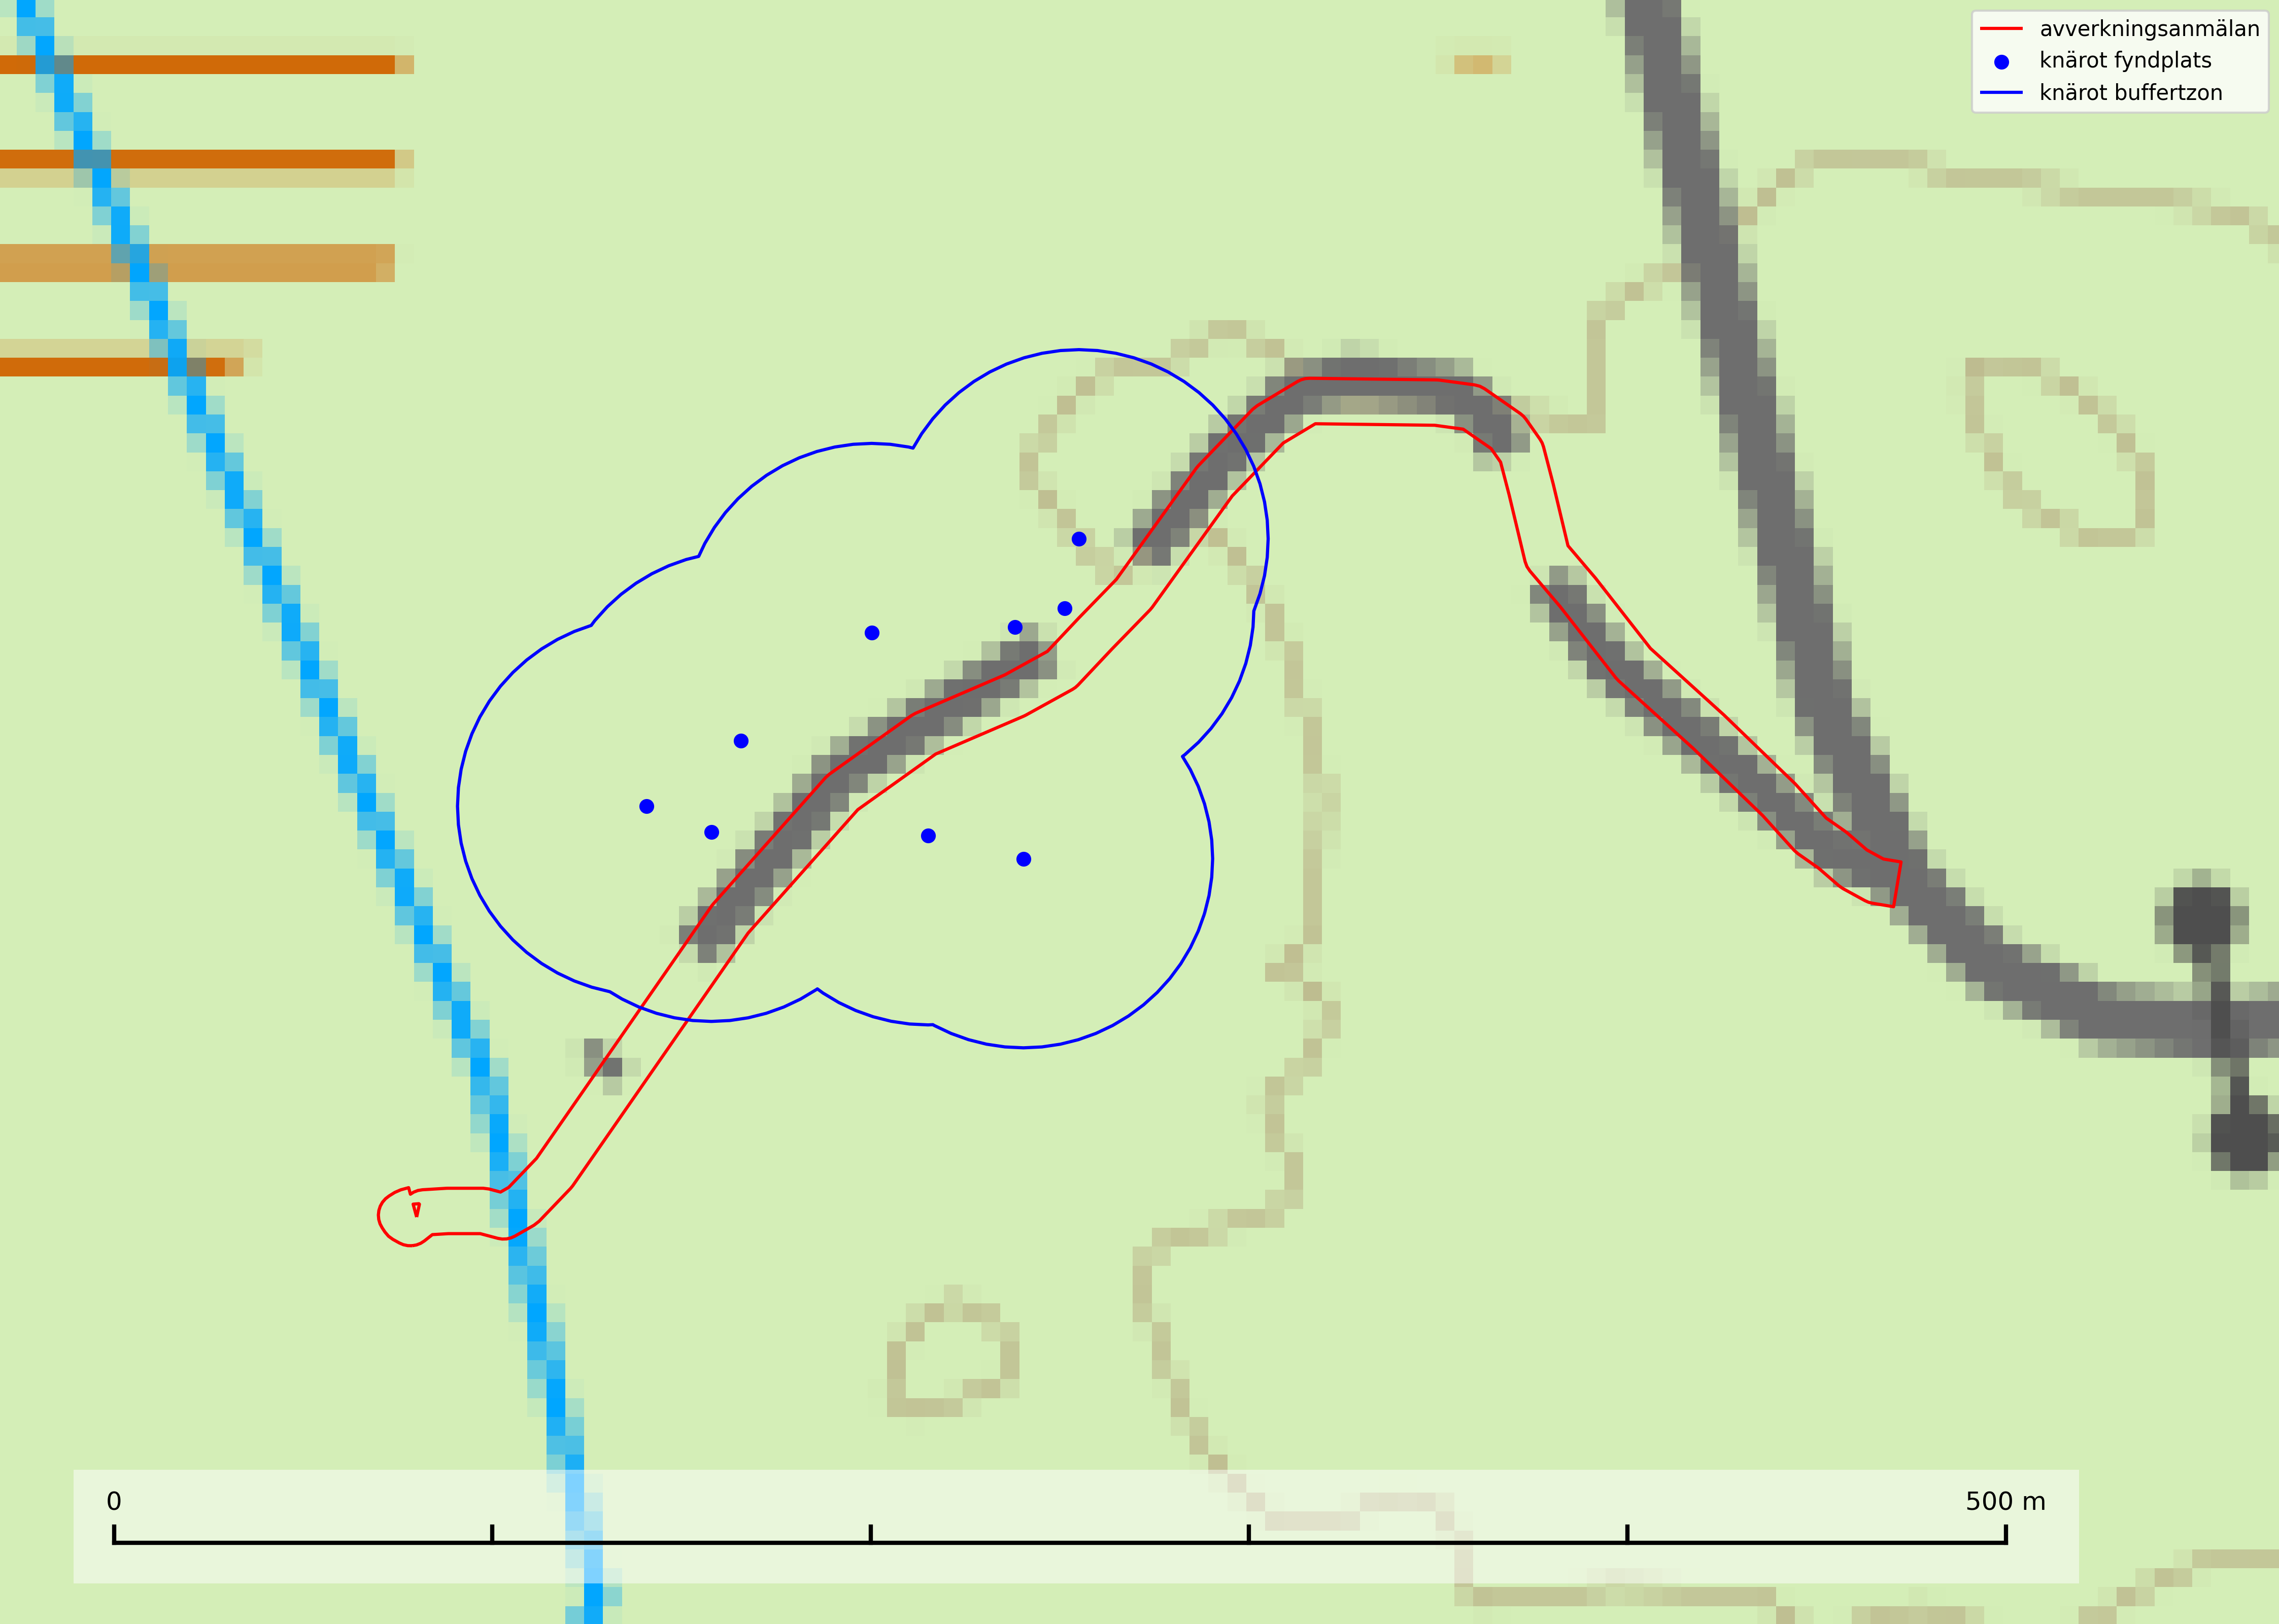 avverkningsanmälan
knärot fyndplats
knärot buffertzon
0
500 m